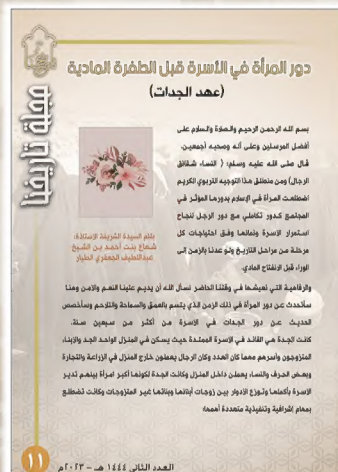 دور المرأة في الأسرة قبل الطفرة المادية
(عهد الجدات)
مجلة تاريخنا
بسم الله الرحمن الرحيم والصلاة والسلام على
أفضل المرسلين وعلى آله وصحبه أجمعين.
قال صلى الله عليه وسلم: ( النساء شقائق
الرجال) ومن منطلق هذا التوجيه التربوي الكريم
اضطلعت المرأة في الإسلام بدورها المؤثر في
المجتمع كدور تكاملي مع دور الرجل لنجاح
استمرار الأسرة ونمائها وفق احتياجات كل
مرحلة من مراحل التاريخ ولو عدنا بالزمن إلى
الوراء قبل الانفتاح المادي.
بقلم السيدة الشريفة الأستاذة:
شعاع بنت أحمد بن الشيخ
عبداللطيف الجعفري الطيار
والرفاهية التي نعيشها في وقتنا الحاضر نسأل الله أن يديم علينا النعم والأمن وهنا
سأتحدث عن دور المرأة في ذلك الزمن الذي يتسم بالعمق والسماحة والتلاحم وسأخصص
الحديث عن دور الجدات في الأسرة من أكثر من سبعين سنة.
كانت الجدة هي القائد في الأسرة الممتدة حيث يسكن في المنزل الواحد الجد والأبناء
المتزوجون وأسرهم مهما كان العدد وكان الرجال يعملون خارج المنزل في الزراعة والتجارة
وبعض الحرف والنساء يعملن داخل المنزل وكانت الجدة لكونها أكبر امرأة بينهم تدير
الأسرة بأكملها وتوزع الأدوار بين زوجات أبنائها وبناتها غير المتزوجات وكانت تضطلع
بمهام إشرافية وتنفيذية متعددة أهمها:
العدد الثاني ١٤٤٤ هـ - ٢٠٢٣م
١١